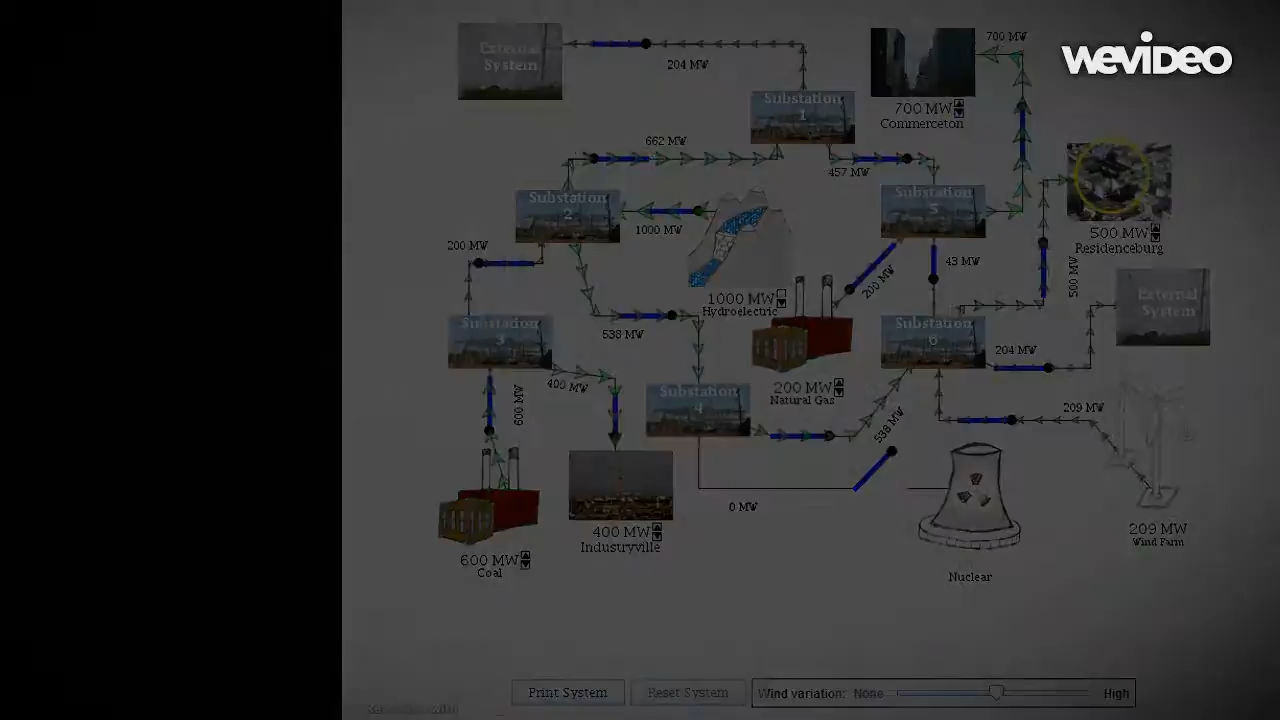 WEVIDEO
External
System
204 MW
Substation
1
700 MW
700 MW
Commerceton
662 MW
457 MW
Substation
2
1000 MW
Substation
5
500 MW
Residenceburg
200 MW
43 MW
200 MW
500 MW
External
System
1000 MW
Hydroelectric
538 MW
Substation
3
Substation
6
204 MW
400 MW
600 MW
Substation
4
200 MW
Natural Gas
538 MW
209 MW
0 MW
400 MW
Industryville
209 MW
Wind Farm
600 MW
Coal
Nuclear
Print System
Reset System
Wind variation: None
High
with